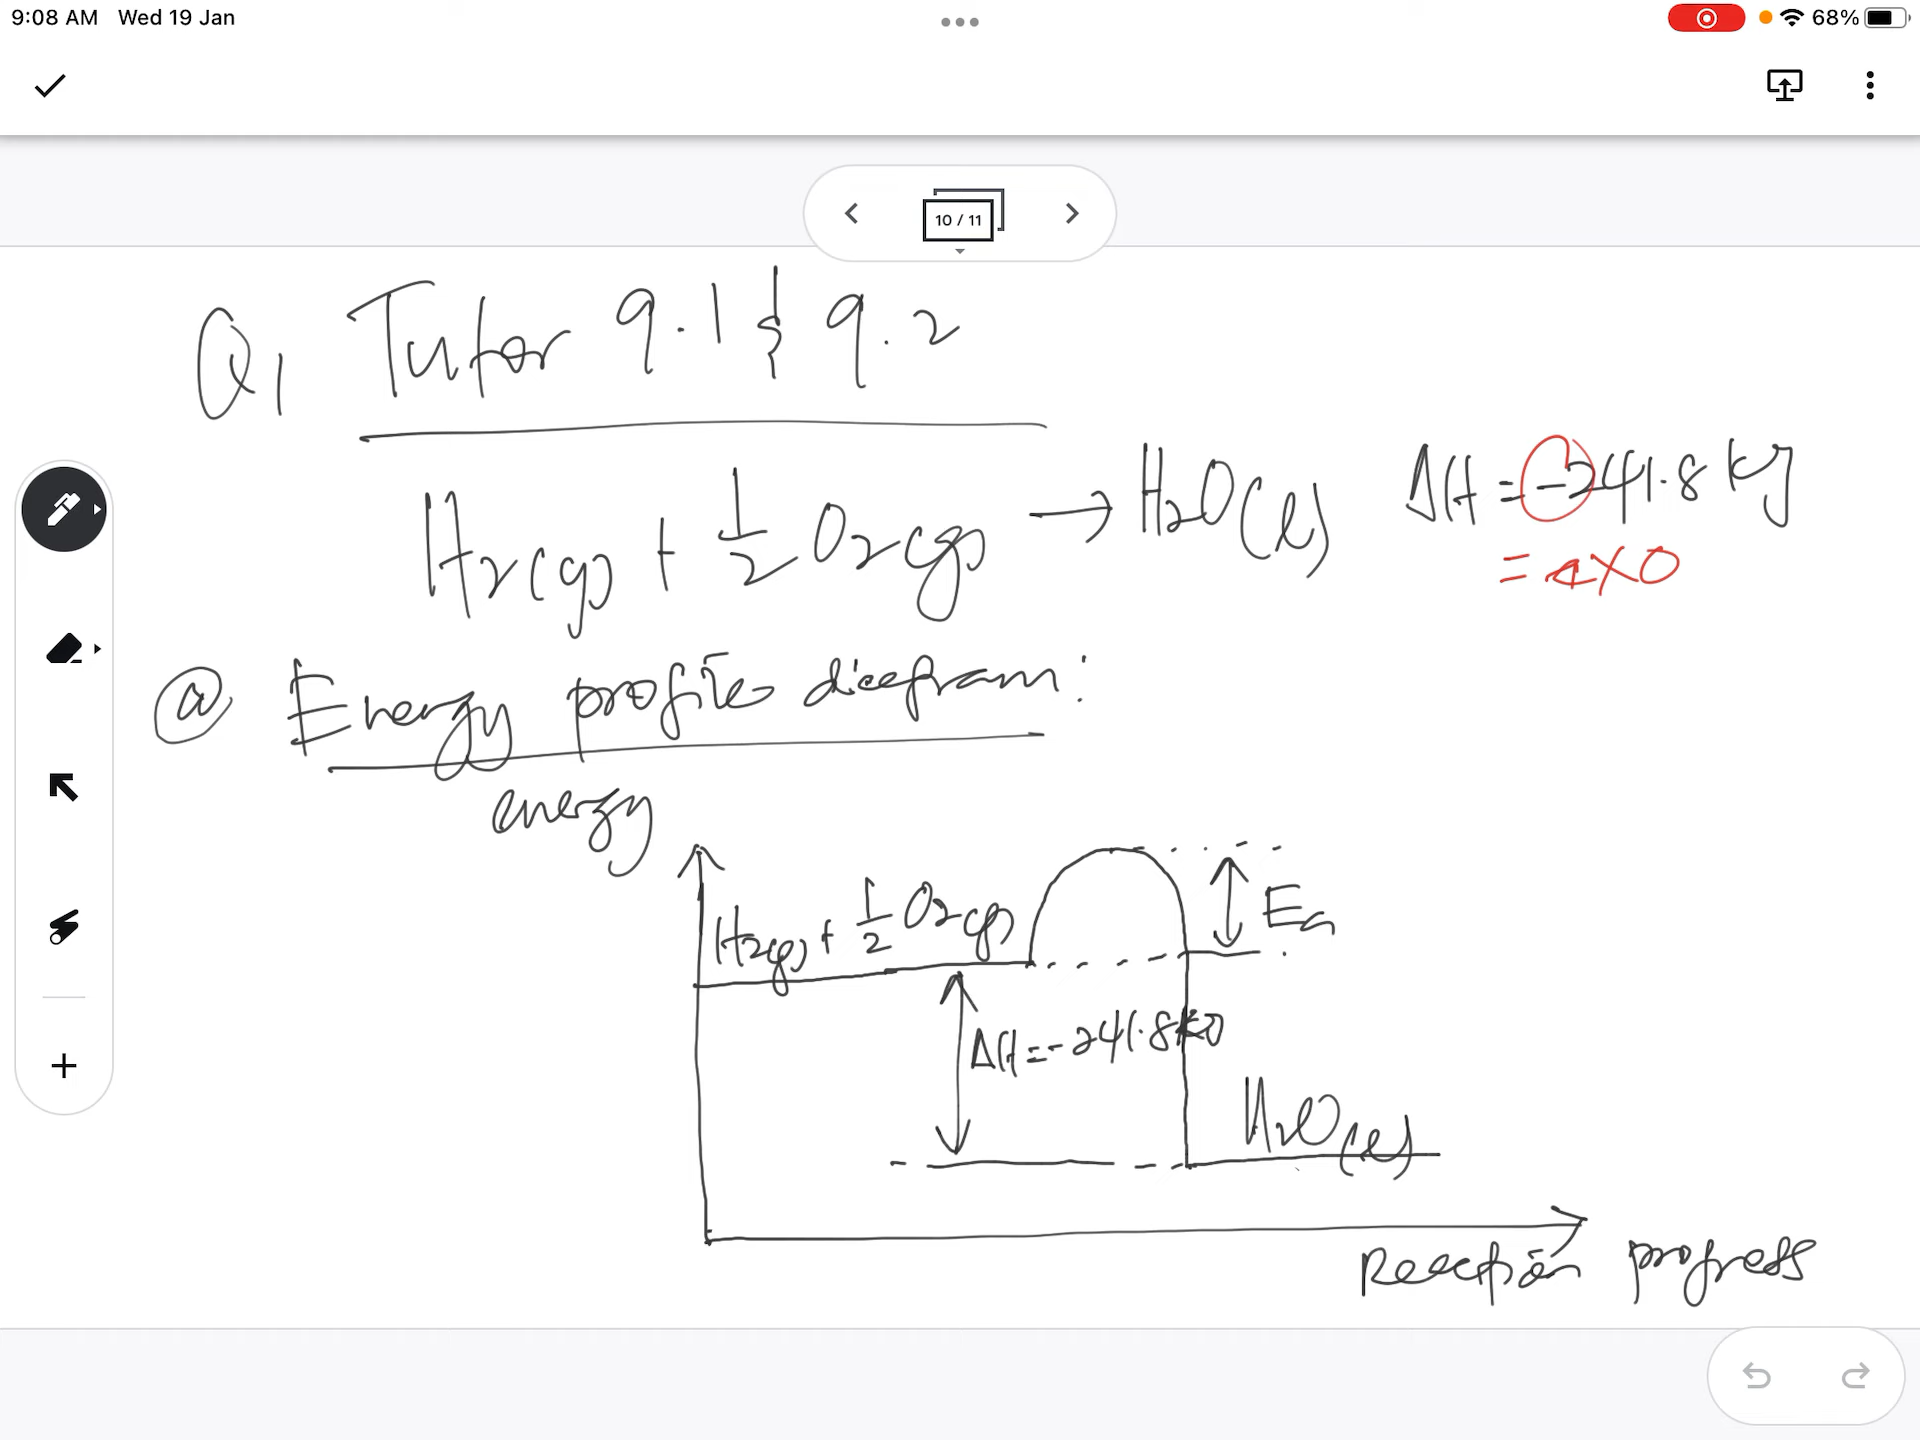 9:08 AM Wed 19 Jan
68%
10 / 11
Q1 Tutor 9.1 & 9.2
H2(g) + 1/2 O2(g) → H2O(l) ΔH = -241.8 kJ
= exo
(a) Energy profile diagram:
energy
H2(g) + 1/2 O2(g)
Ea
ΔH = -241.8 kJ
H2O(l)
Reaction progress